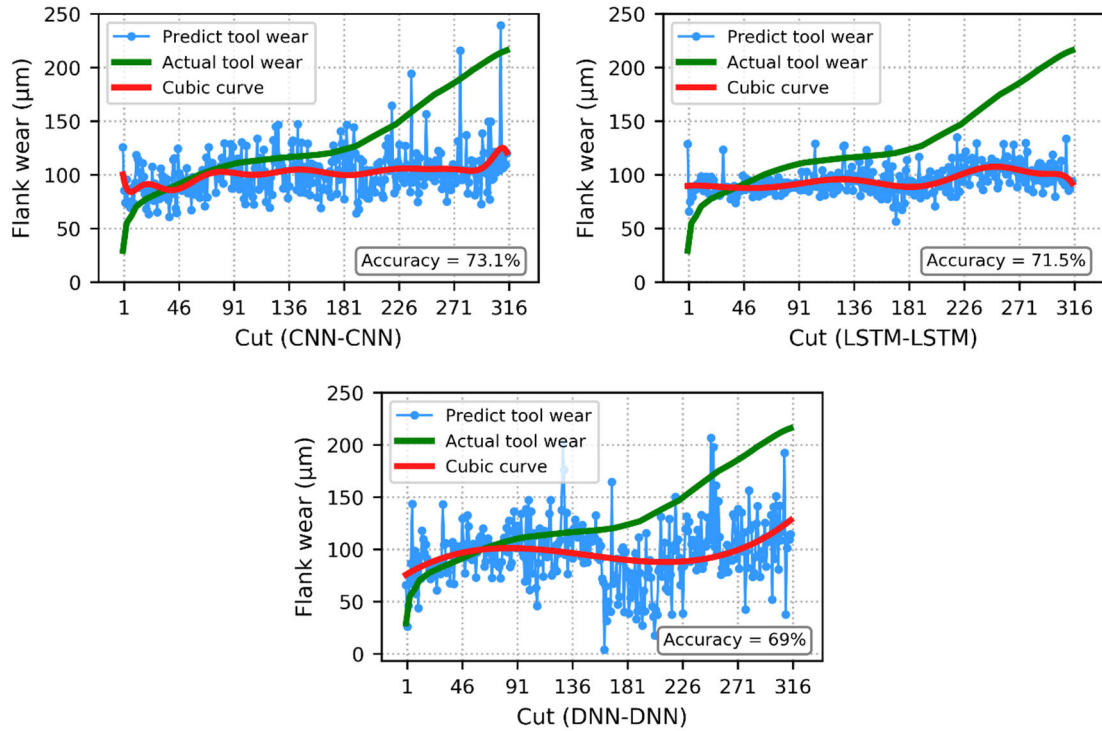 250
200
150
100
50
0
Flank wear (μm)
Predict tool wear
Actual tool wear
Cubic curve
Accuracy = 73.1%
1 46 91 136 181 226 271 316
Cut (CNN-CNN)
250
200
150
100
50
0
Flank wear (μm)
Predict tool wear
Actual tool wear
Cubic curve
Accuracy = 71.5%
1 46 91 136 181 226 271 316
Cut (LSTM-LSTM)
250
200
150
100
50
0
Flank wear (μm)
Predict tool wear
Actual tool wear
Cubic curve
Accuracy = 69%
1 46 91 136 181 226 271 316
Cut (DNN-DNN)